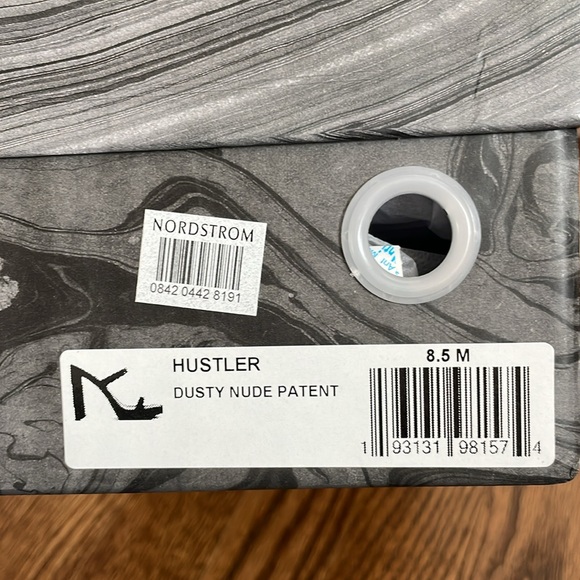 NORDSTROM
0842 0442 8191
HUSTLER
8.5 M
DUSTY NUDE PATENT
1 93131 98157 4